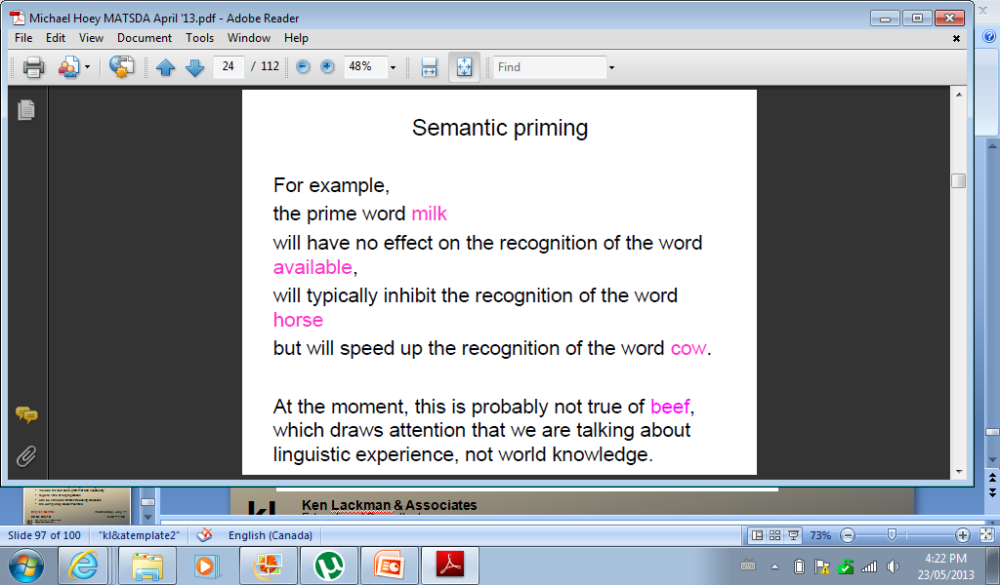 Michael Hoey MATSDA April '13.pdf - Adobe Reader
File Edit View Document Tools Window Help
24 / 112 48% Find
Semantic priming
For example,
the prime word milk
will have no effect on the recognition of the word
available,
will typically inhibit the recognition of the word
horse
but will speed up the recognition of the word cow.
At the moment, this is probably not true of beef,
which draws attention that we are talking about
linguistic experience, not world knowledge.
kl Ken Lackman & Associates
Slide 97 of 100 "kl&atemplate2" English (Canada) 73%
4:22 PM
23/05/2013